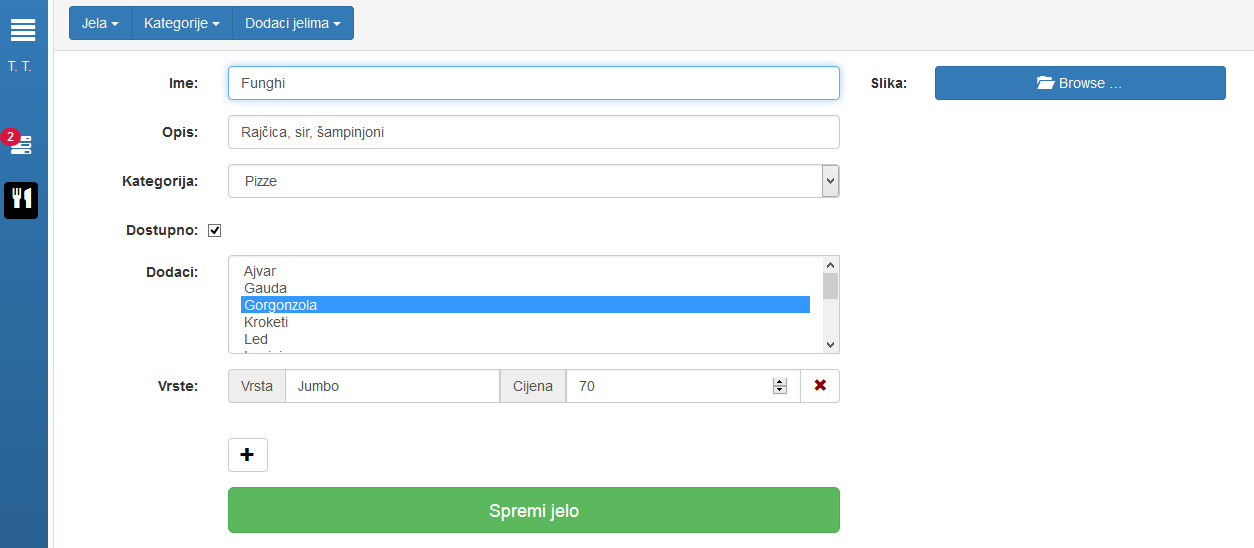 Jela Kategorije Dodaci jelima
T. T.
2
Ime: Funghi
Slika: Browse ...
Opis: Rajčica, sir, šampinjoni
Kategorija: Pizze
Dostupno:
Dodaci: Ajvar
Gauda
Gorgonzola
Kroketi
Led
Vrste: Vrsta Jumbo Cijena 70
Spremi jelo